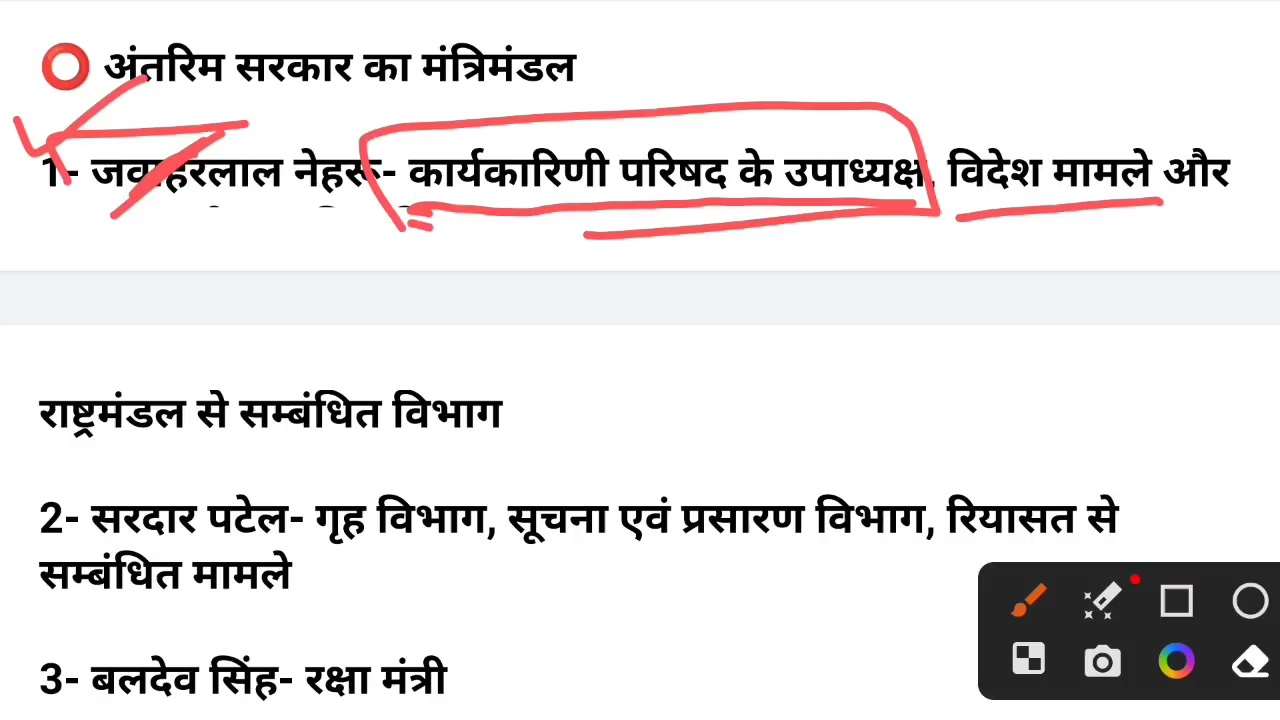 अंतरिम सरकार का मंत्रिमंडल
1- जवाहरलाल नेहरू- कार्यकारिणी परिषद के उपाध्यक्ष, विदेश मामले और
राष्ट्रमंडल से सम्बंधित विभाग
2- सरदार पटेल- गृह विभाग, सूचना एवं प्रसारण विभाग, रियासत से
सम्बंधित मामले
3- बलदेव सिंह- रक्षा मंत्री